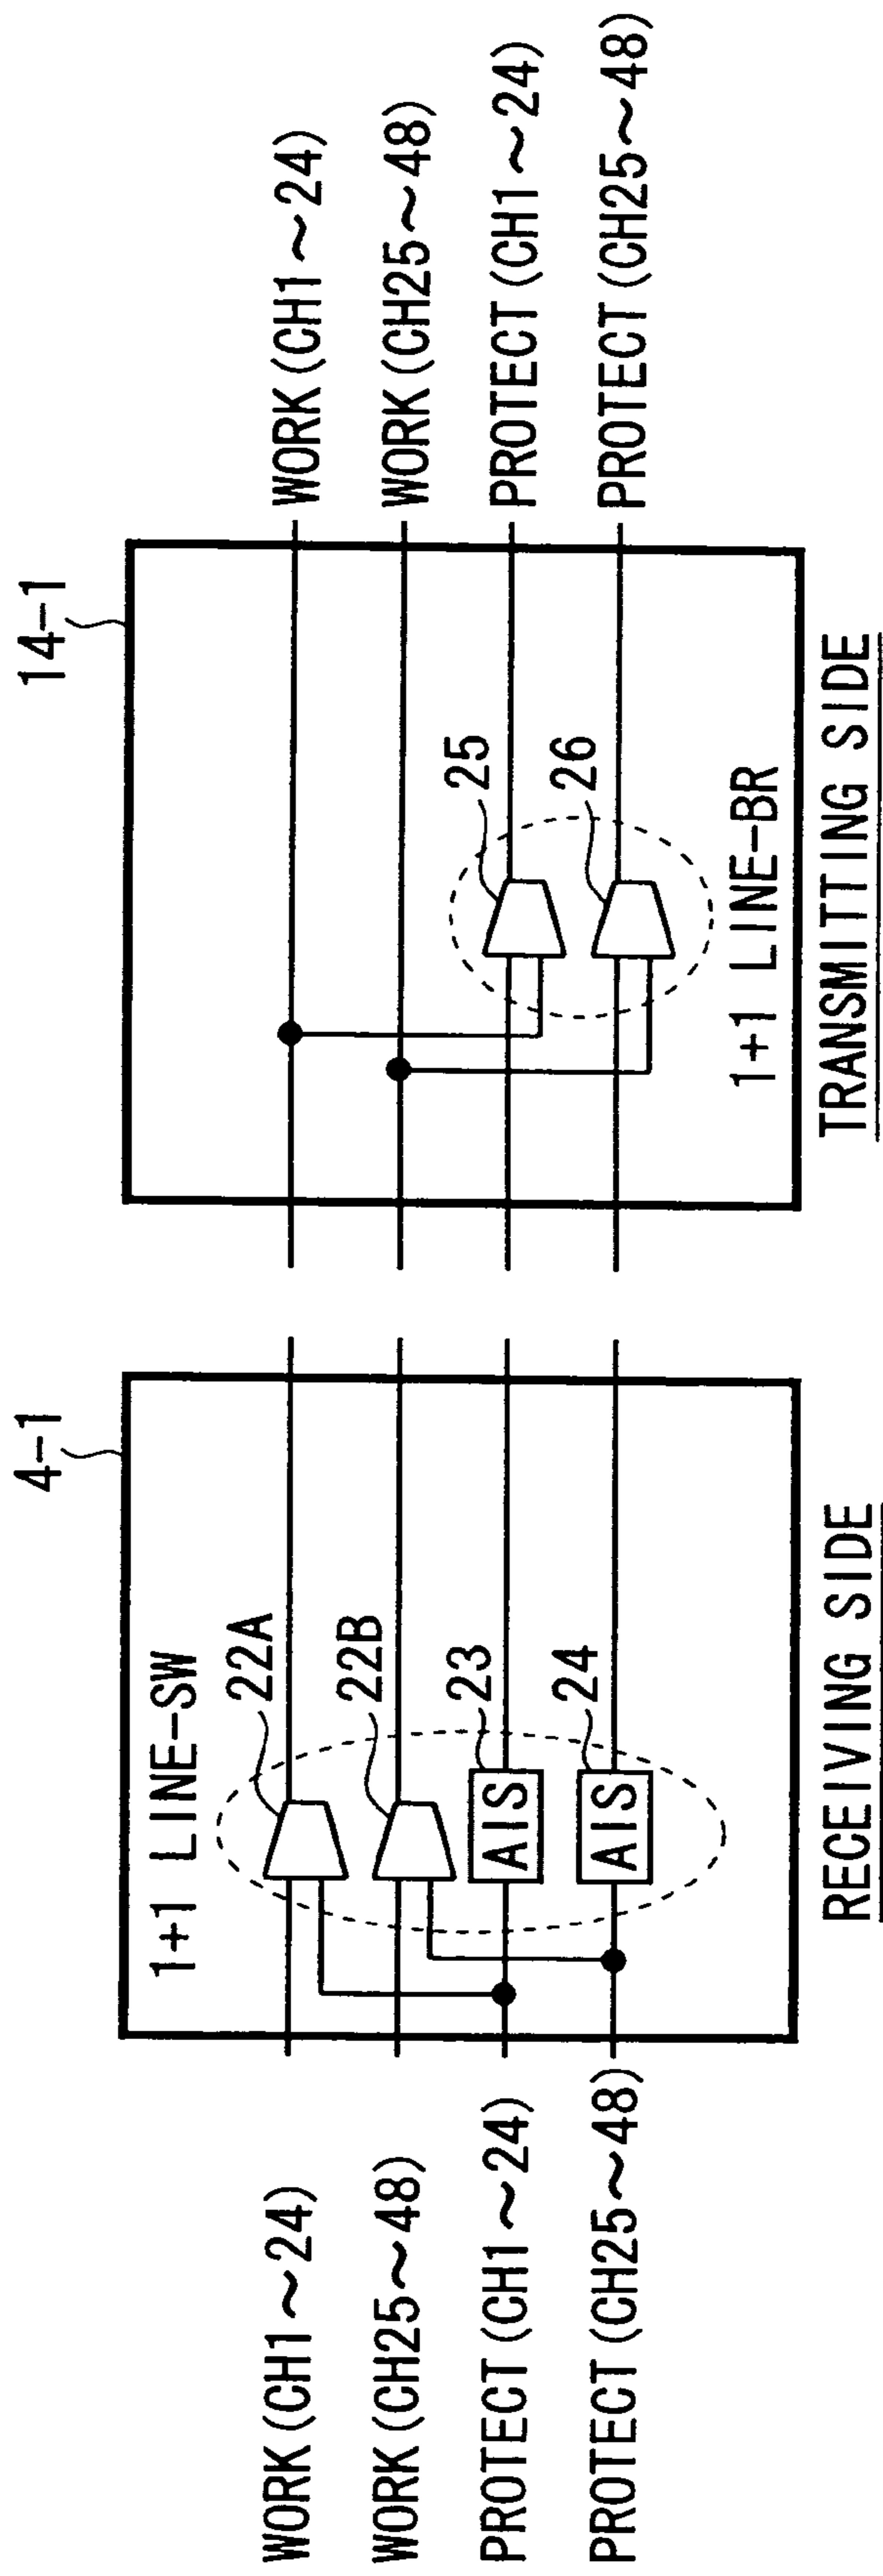 4-1
1+1 LINE-SW
22A
22B
23
24
AIS
AIS
WORK(CH1~24)
WORK(CH25~48)
PROTECT(CH1~24)
PROTECT(CH25~48)
RECEIVING SIDE
14-1
25
26
1+1 LINE-BR
WORK(CH1~24)
WORK(CH25~48)
PROTECT(CH1~24)
PROTECT(CH25~48)
TRANSMITTING SIDE